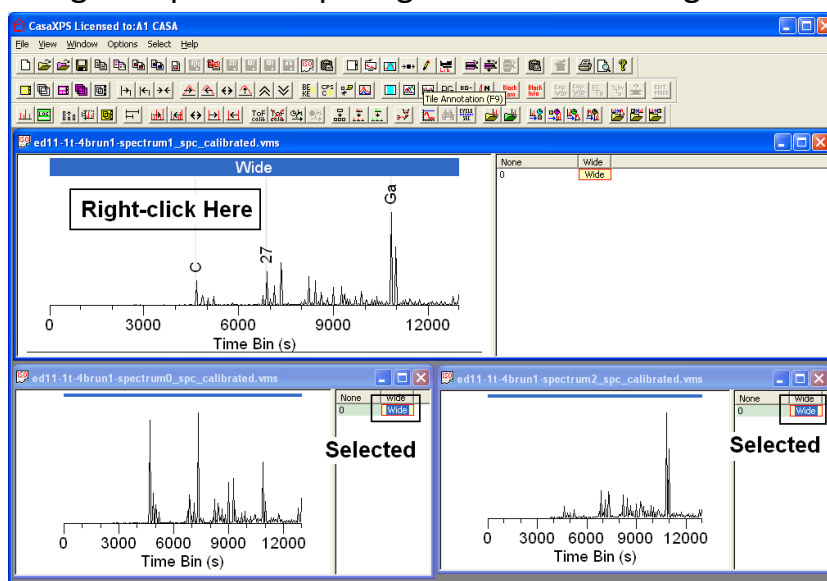 CasaXPS Licensed to:A1 CASA
File View Window Options Select Help
BE KE CPS
Tile Annotation (F9)
ed11-1t-4brun1-spectrum1_spc_calibrated.vms
Wide
Right-click Here
C
27
Ga
0 3000 6000 9000 12000
Time Bin (s)
None Wide
0 Wide
ed11-1t-4brun1-spectrum0_spc_calibrated.vms
None Wide
0 Wide
Selected
0 3000 6000 9000 12000
Time Bin (s)
ed11-1t-4brun1-spectrum2_spc_calibrated.vms
None Wide
0 Wide
Selected
0 3000 6000 9000 12000
Time Bin (s)